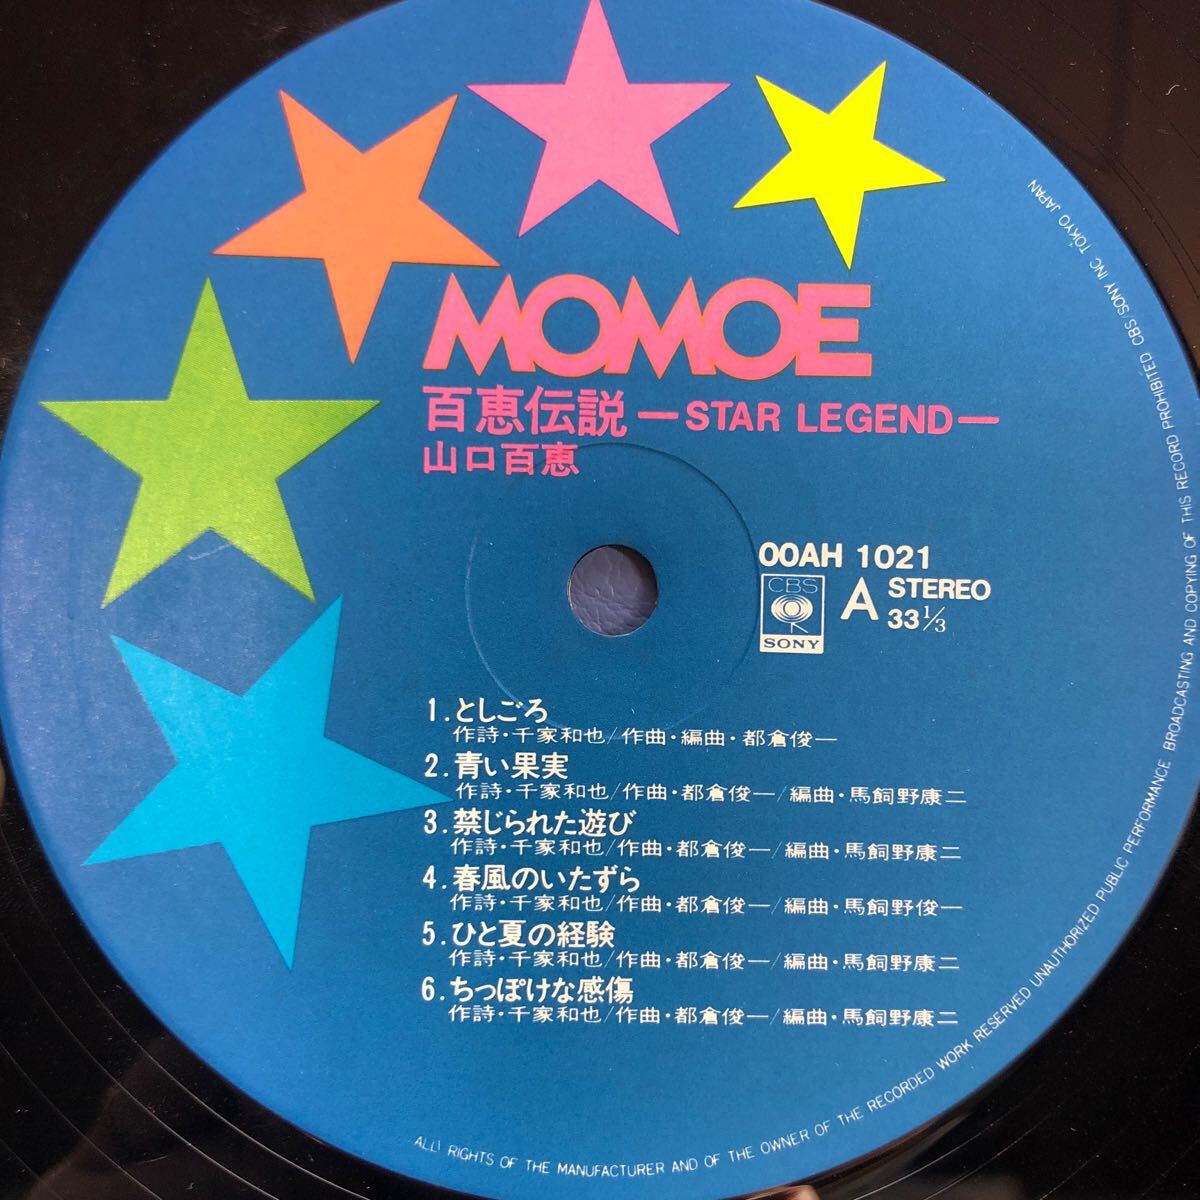 MOMOE
百恵伝説 —STAR LEGEND—
山口百恵
OOAH 1021
CBS
SONY
A
STEREO
33⅓
1.としごろ
作詩・千家和也/作曲・編曲・都倉俊一
2.青い果実
作詩・千家和也/作曲・都倉俊一/編曲・馬飼野康二
3.禁じられた遊び
作詩・千家和也/作曲・都倉俊一/編曲・馬飼野康二
4.春風のいたずら
作詩・千家和也/作曲・都倉俊一/編曲・馬飼野俊一
5.ひと夏の経験
作詩・千家和也/作曲・都倉俊一/編曲・馬飼野康二
6.ちっぽけな感傷
作詩・千家和也/作曲・都倉俊一/編曲・馬飼野康二
ALL RIGHTS OF THE MANUFACTURER AND OF THE OWNER OF THE RECORDED WORK RESERVED UNAUTHORIZED PUBLIC PERFORMANCE BROADCASTING AND COPYING OF THIS RECORD PROHIBITED CBS/SONY INC. TOKYO JAPAN